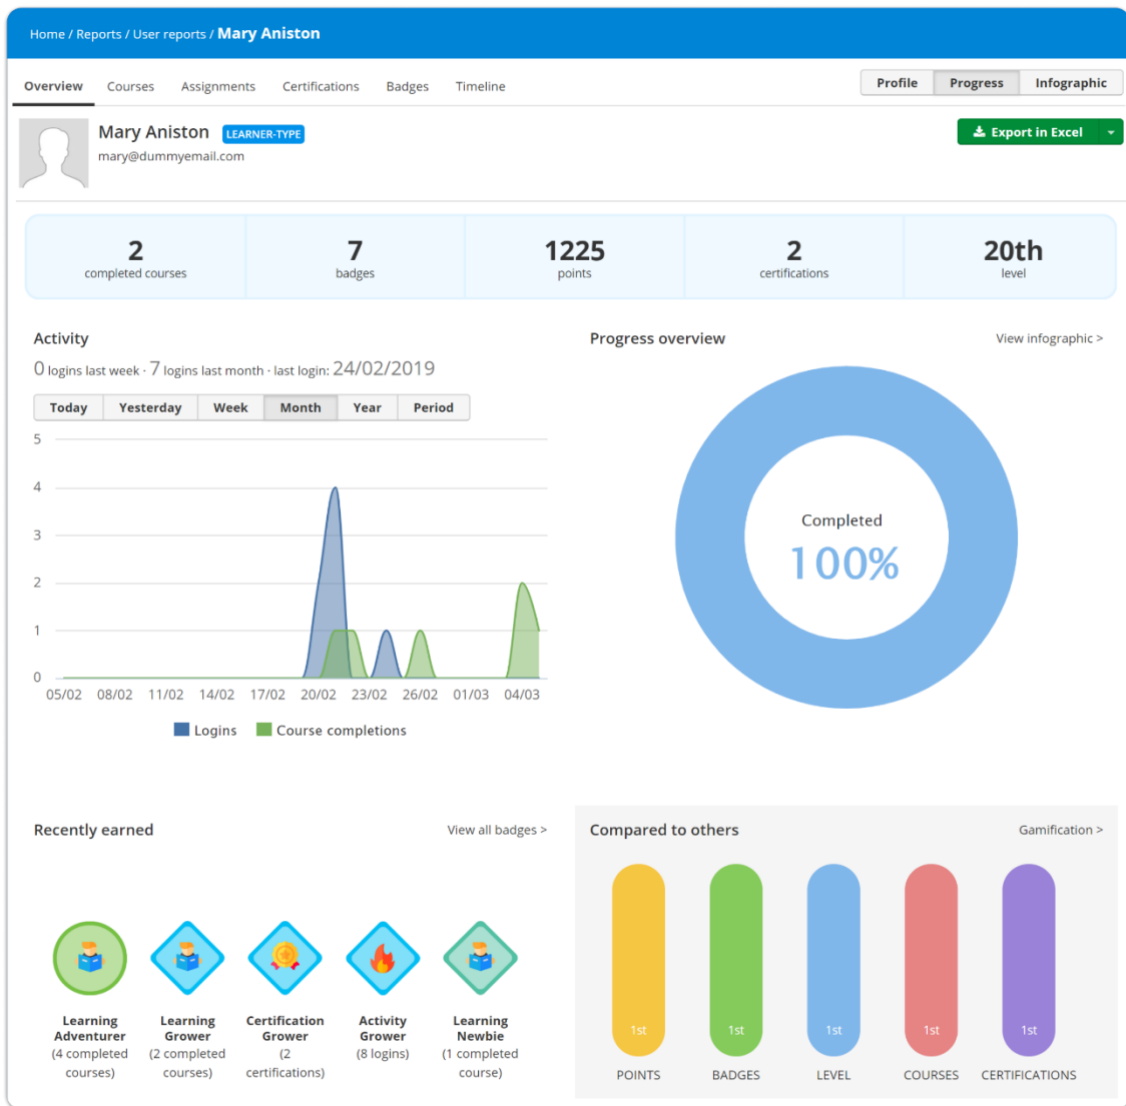 Home / Reports / User reports / Mary Aniston
Overview Courses Assignments Certifications Badges Timeline Profile Progress Infographic
Mary Aniston LEARNER-TYPE Export in Excel
mary@dummyemail.com
2 7 1225 2 20th
completed courses badges points certifications level
Activity
0 logins last week · 7 logins last month · last login: 24/02/2019
Today Yesterday Week Month Year Period
5
4
3
2
1
0
05/02 08/02 11/02 14/02 17/02 20/02 23/02 26/02 01/03 04/03
Logins Course completions
Progress overview View infographic >
Completed
100%
Recently earned View all badges >
Learning Adventurer (4 completed courses)
Learning Grower (2 completed courses)
Certification Grower (2 certifications)
Activity Grower (8 logins)
Learning Newbie (1 completed course)
Compared to others Gamification >
1st 1st 1st 1st 1st
POINTS BADGES LEVEL COURSES CERTIFICATIONS